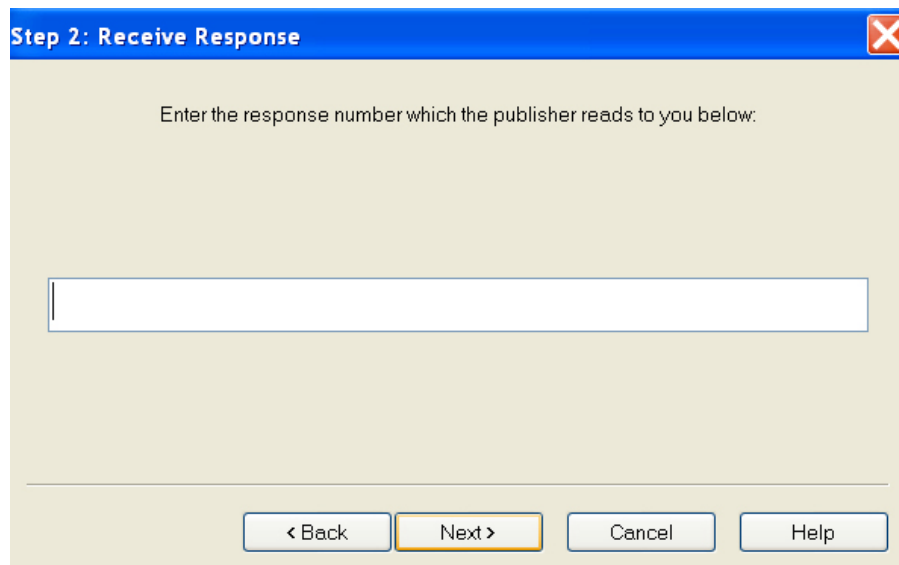 Step 2: Receive Response
Enter the response number which the publisher reads to you below:
< Back Next > Cancel Help